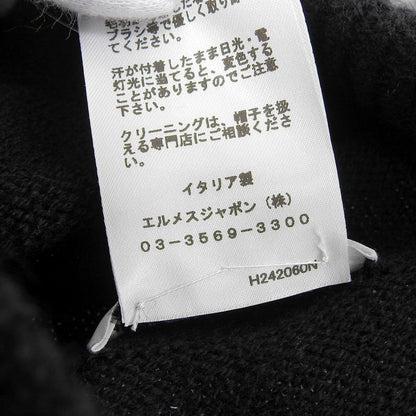 ブラシ等で優しく取り除い
てください。
汗が付着したまま日光・電
灯光に当てると、変色する
ことがありますのでご注意
下さい。
クリーニングは、帽子を扱
える専門店にご相談くださ
い。
イタリア製
エルメスジャポン（株）
03-3569-3300
H242060N